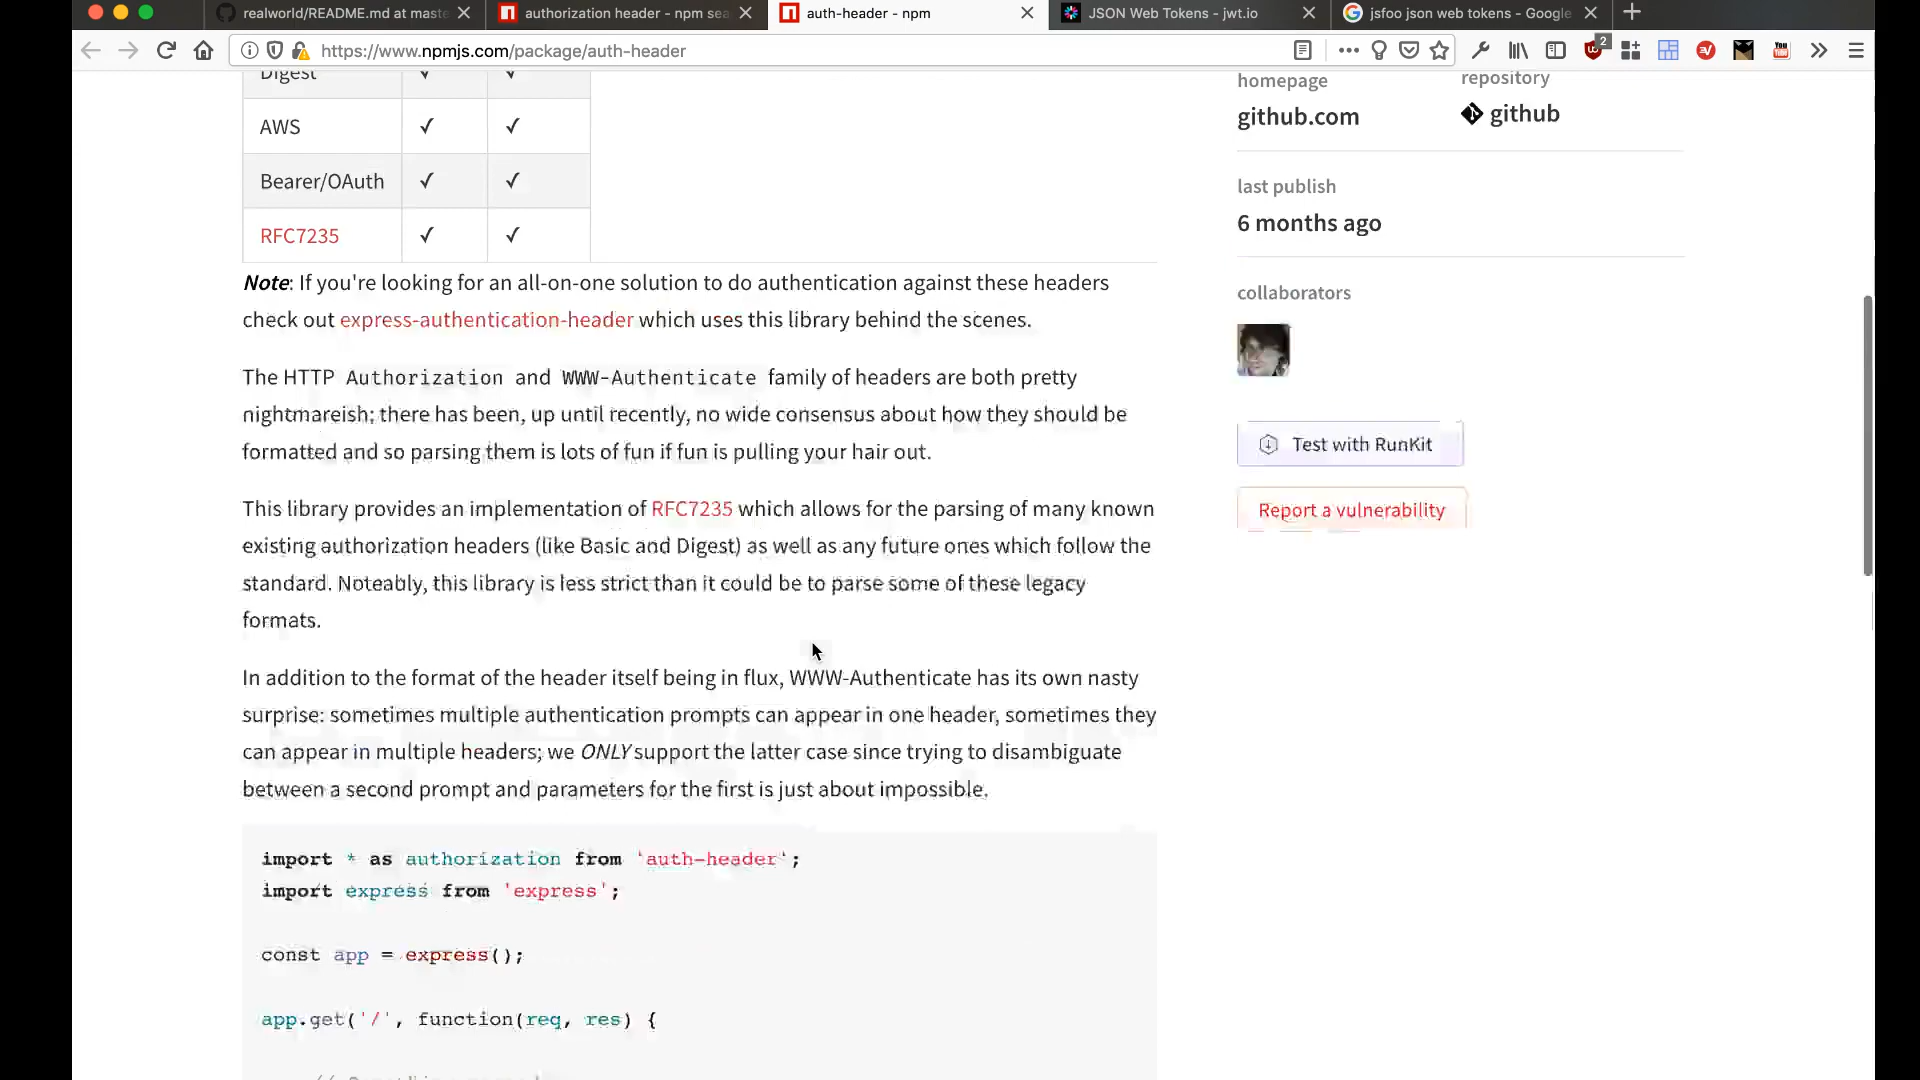 realworld/README.md at maste
authorization header - npm sea
auth-header - npm
JSON Web Tokens - jwt.io
jsfoo json web tokens - Google
https://www.npmjs.com/package/auth-header
2
Digest ✓ ✓
AWS ✓ ✓
Bearer/OAuth ✓ ✓
RFC7235 ✓ ✓
Note: If you're looking for an all-on-one solution to do authentication against these headers
check out express-authentication-header which uses this library behind the scenes.
The HTTP Authorization and WWW-Authenticate family of headers are both pretty
nightmareish; there has been, up until recently, no wide consensus about how they should be
formatted and so parsing them is lots of fun if fun is pulling your hair out.
This library provides an implementation of RFC7235 which allows for the parsing of many known
existing authorization headers (like Basic and Digest) as well as any future ones which follow the
standard. Noteably, this library is less strict than it could be to parse some of these legacy
formats.
In addition to the format of the header itself being in flux, WWW-Authenticate has its own nasty
surprise: sometimes multiple authentication prompts can appear in one header, sometimes they
can appear in multiple headers; we ONLY support the latter case since trying to disambiguate
between a second prompt and parameters for the first is just about impossible.
import * as authorization from 'auth-header';
import express from 'express';
const app = express();
app.get('/', function(req, res) {
homepage
github.com
repository
github
last publish
6 months ago
collaborators
Test with RunKit
Report a vulnerability